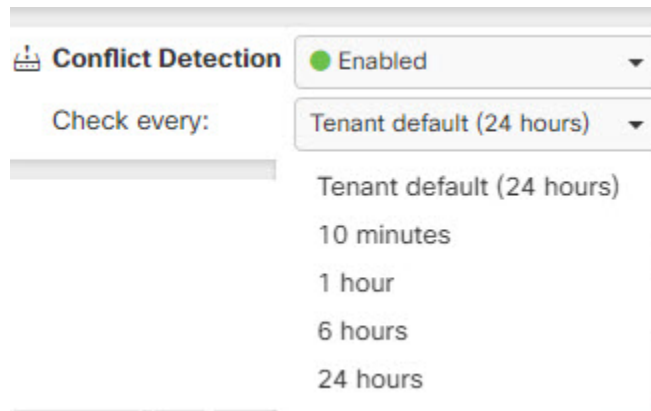 Conflict Detection Enabled
Check every: Tenant default (24 hours)
Tenant default (24 hours)
10 minutes
1 hour
6 hours
24 hours